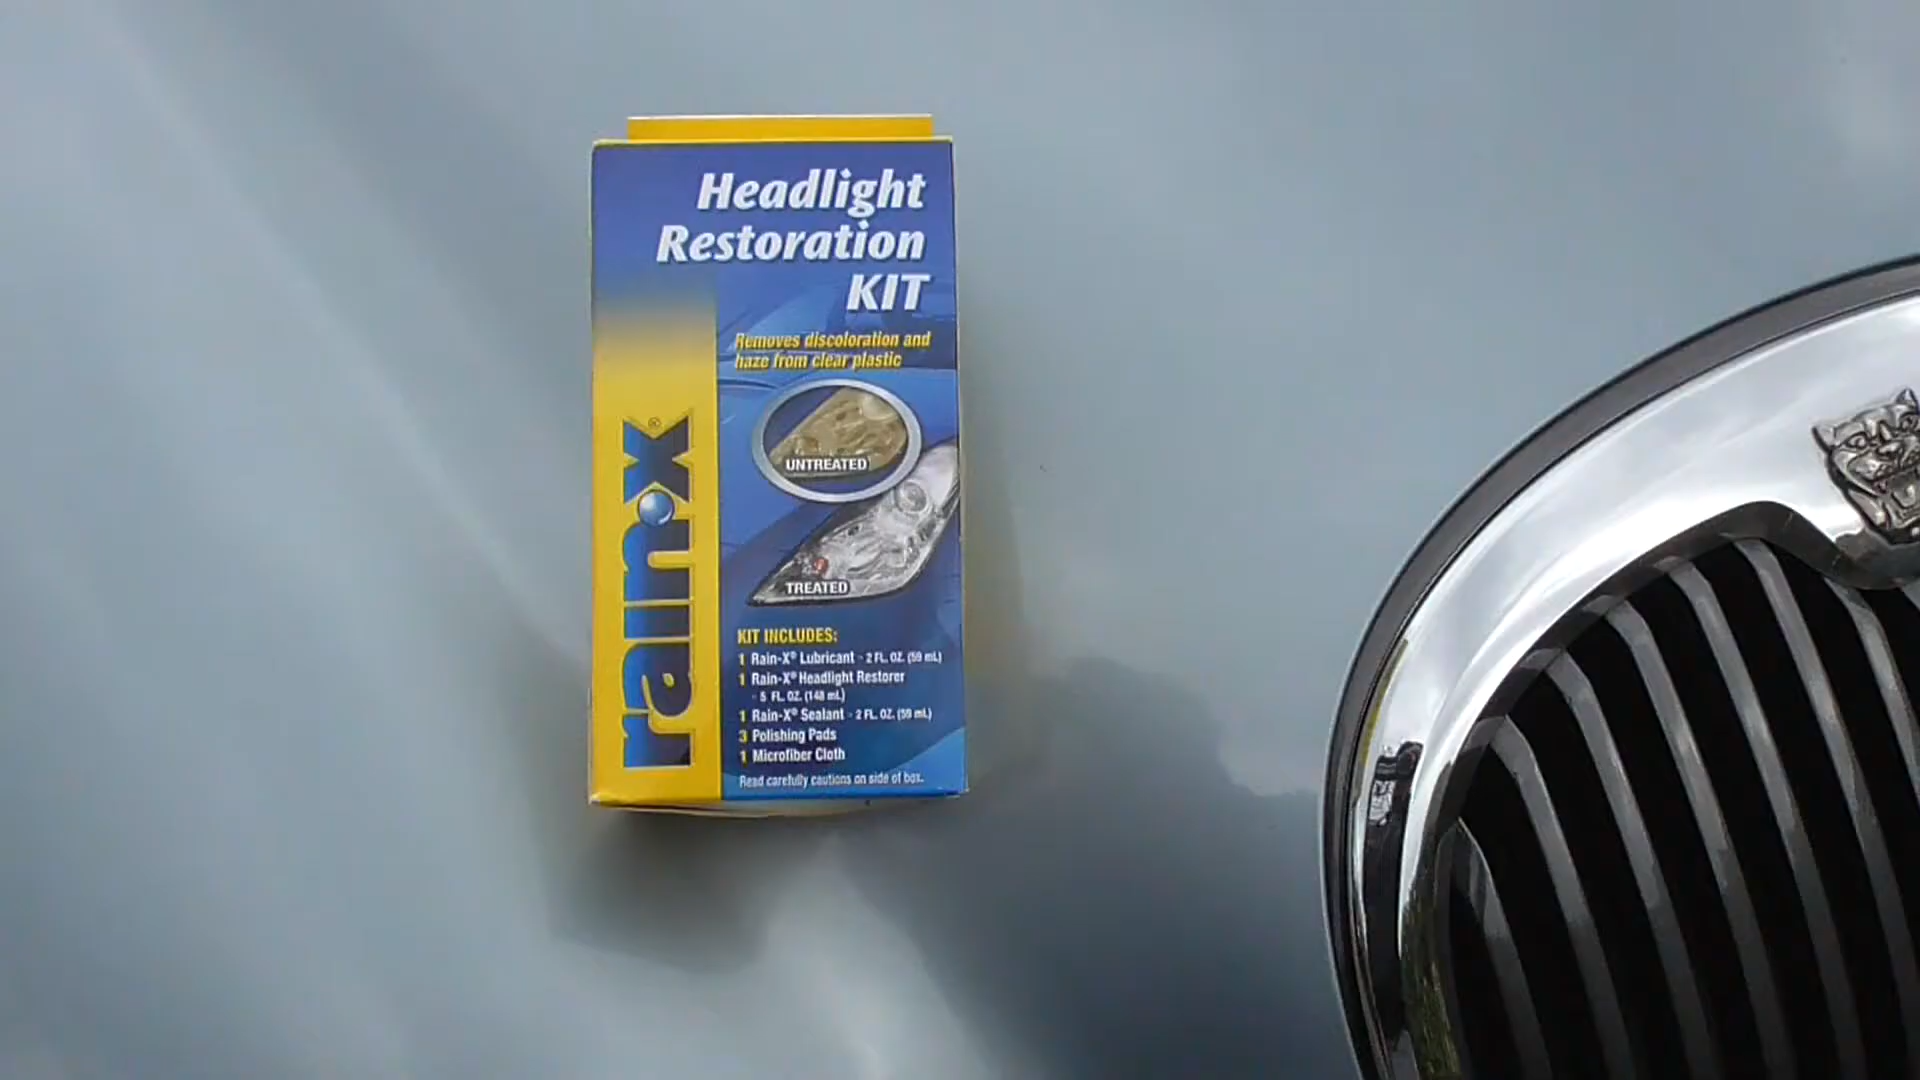 Headlight
Restoration
KIT
Removes discoloration and
haze from clear plastic
rain·x®
UNTREATED
TREATED
KIT INCLUDES:
1 Rain-X® Lubricant - 2 FL. OZ. (59 mL)
1 Rain-X® Headlight Restorer
- 5 FL. OZ. (148 mL)
1 Rain-X® Sealant - 2 FL. OZ. (59 mL)
3 Polishing Pads
1 Microfiber Cloth
Read carefully cautions on side of box.